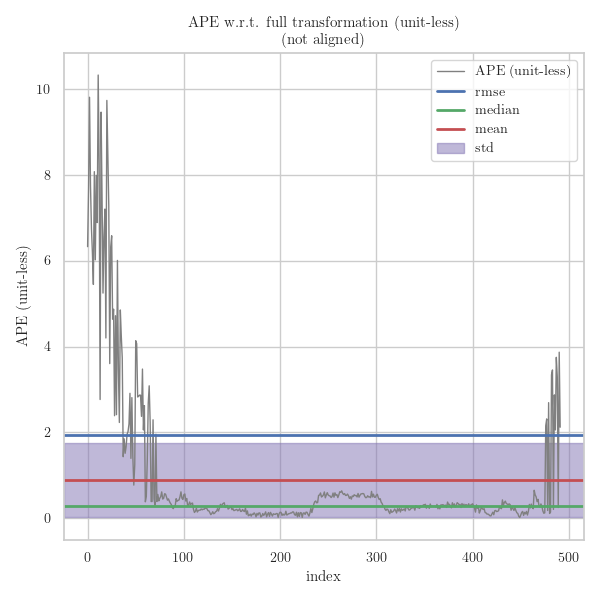 APE w.r.t. full transformation (unit-less)
(not aligned)
APE (unit-less)
rmse
median
mean
std
APE (unit-less)
10
8
6
4
2
0
0 100 200 300 400 500
index